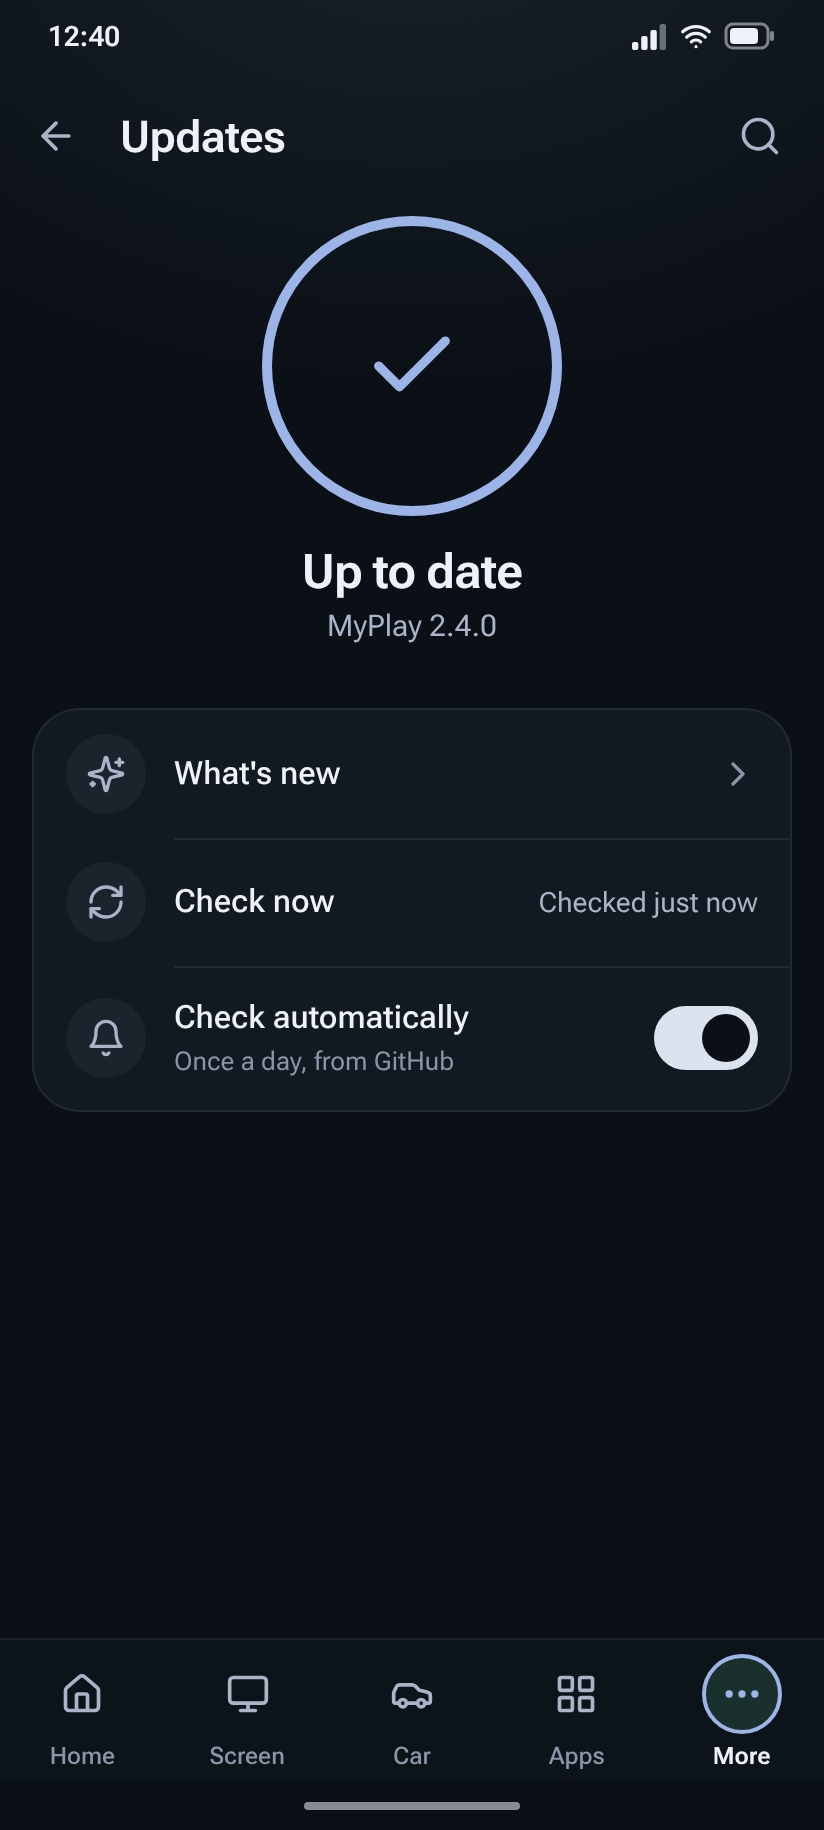 12:40
Updates
Up to date
MyPlay 2.4.0
What's new
Check now
Checked just now
Check automatically
Once a day, from GitHub
Home
Screen
Car
Apps
More